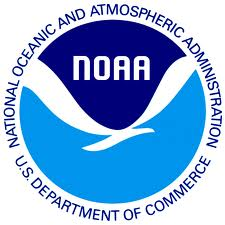 NATIONAL OCEANIC AND ATMOSPHERIC ADMINISTRATION
NOAA
U.S. DEPARTMENT OF COMMERCE